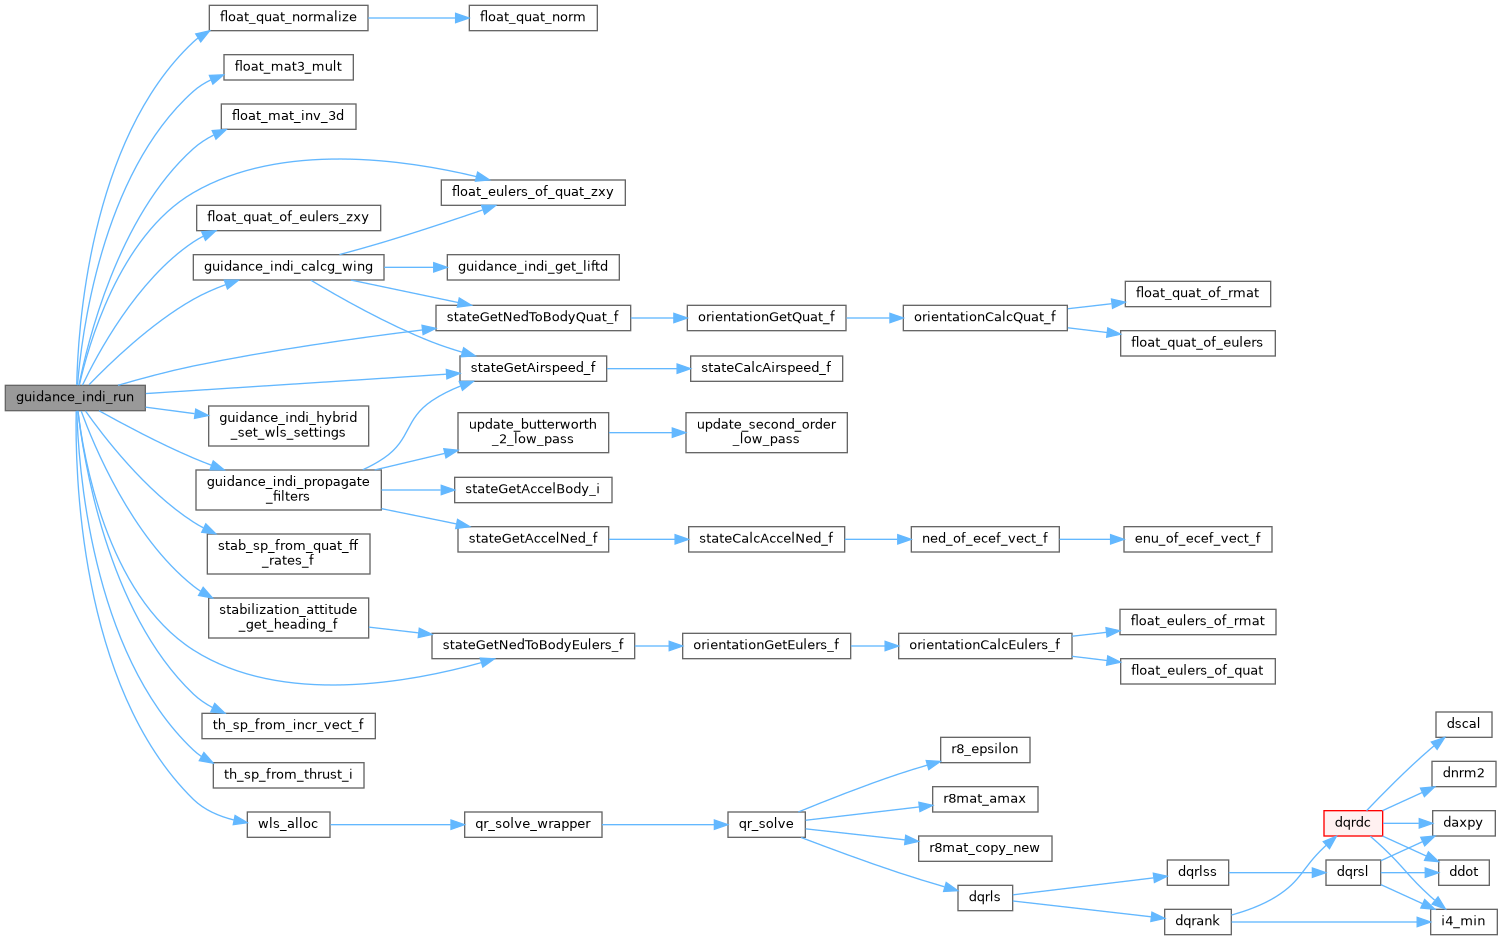 float_quat_normalize
float_quat_norm
float_mat3_mult
float_mat_inv_3d
float_eulers_of_quat_zxy
float_quat_of_eulers_zxy
guidance_indi_calcg_wing
guidance_indi_get_liftd
float_quat_of_rmat
stateGetNedToBodyQuat_f
orientationGetQuat_f
orientationCalcQuat_f
float_quat_of_eulers
stateGetAirspeed_f
stateCalcAirspeed_f
guidance_indi_run
guidance_indi_hybrid
_set_wls_settings
update_butterworth
_2_low_pass
update_second_order
_low_pass
guidance_indi_propagate
_filters
stateGetAccelBody_i
stateGetAccelNed_f
stateCalcAccelNed_f
ned_of_ecef_vect_f
enu_of_ecef_vect_f
stab_sp_from_quat_ff
_rates_f
stabilization_attitude
_get_heading_f
float_eulers_of_rmat
stateGetNedToBodyEulers_f
orientationGetEulers_f
orientationCalcEulers_f
float_eulers_of_quat
th_sp_from_incr_vect_f
dscal
r8_epsilon
th_sp_from_thrust_i
dnrm2
r8mat_amax
wls_alloc
qr_solve_wrapper
qr_solve
dqrdc
daxpy
r8mat_copy_new
dqrlss
dqrsl
ddot
dqrls
dqrank
i4_min